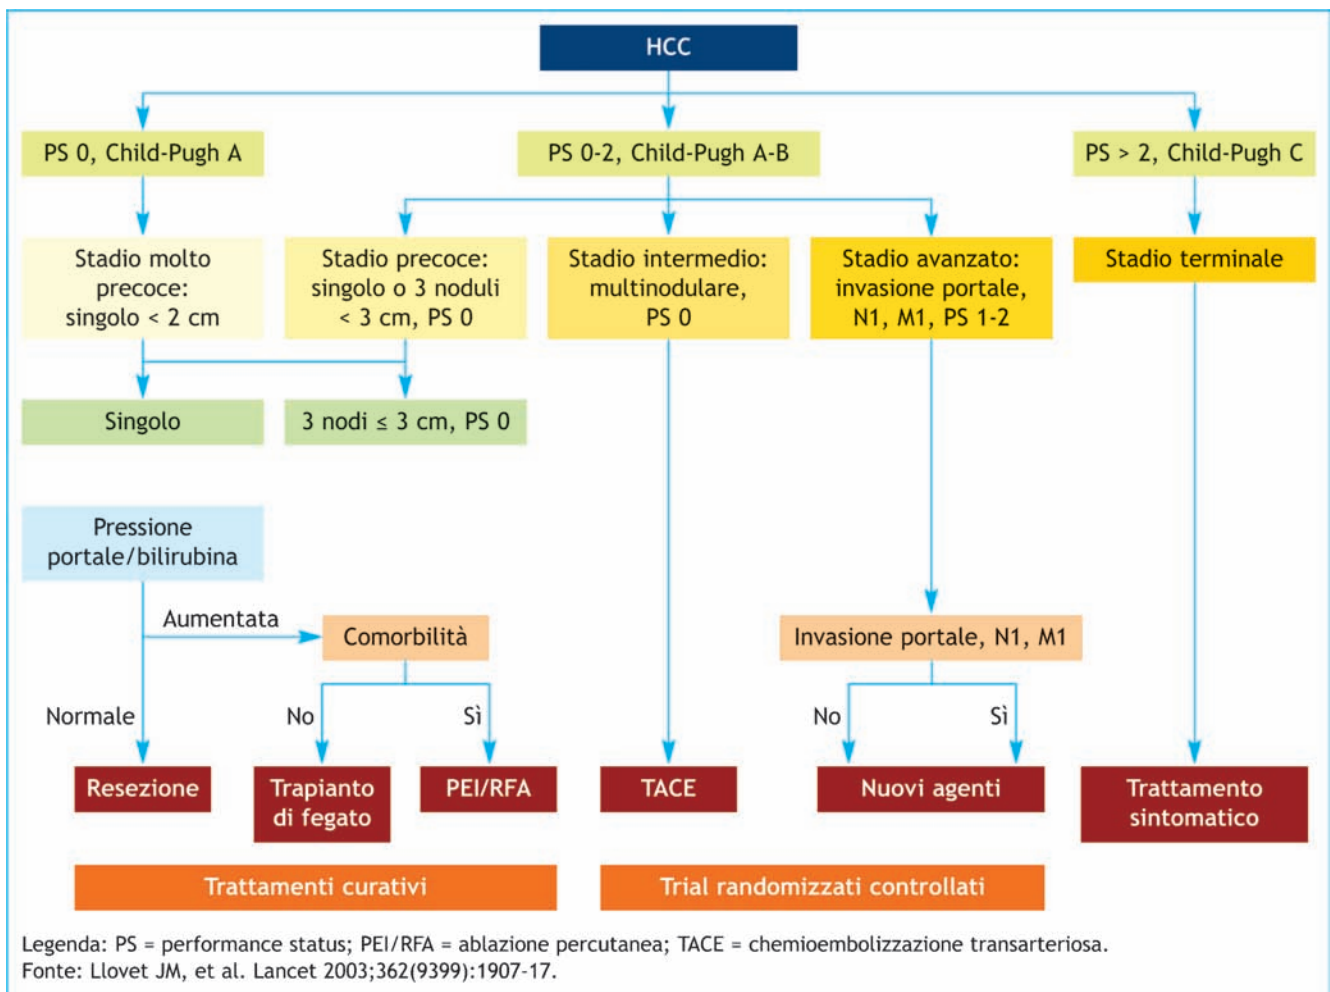 HCC
PS 0, Child-Pugh A
PS 0-2, Child-Pugh A-B
PS > 2, Child-Pugh C
Stadio molto
precoce:
singolo < 2 cm
Stadio precoce:
singolo o 3 noduli
< 3 cm, PS 0
Stadio intermedio:
multinodulare,
PS 0
Stadio avanzato:
invasione portale,
N1, M1, PS 1-2
Stadio terminale
Singolo
3 nodi ≤ 3 cm, PS 0
Pressione
portale/bilirubina
Aumentata
Comorbilità
Invasione portale, N1, M1
Normale
No
Sì
No
Sì
Resezione
Trapianto
di fegato
PEI/RFA
TACE
Nuovi agenti
Trattamento
sintomatico
Trattamenti curativi
Trial randomizzati controllati
Legenda: PS = performance status; PEI/RFA = ablazione percutanea; TACE = chemioembolizzazione transarteriosa.
Fonte: Llovet JM, et al. Lancet 2003;362(9399):1907-17.